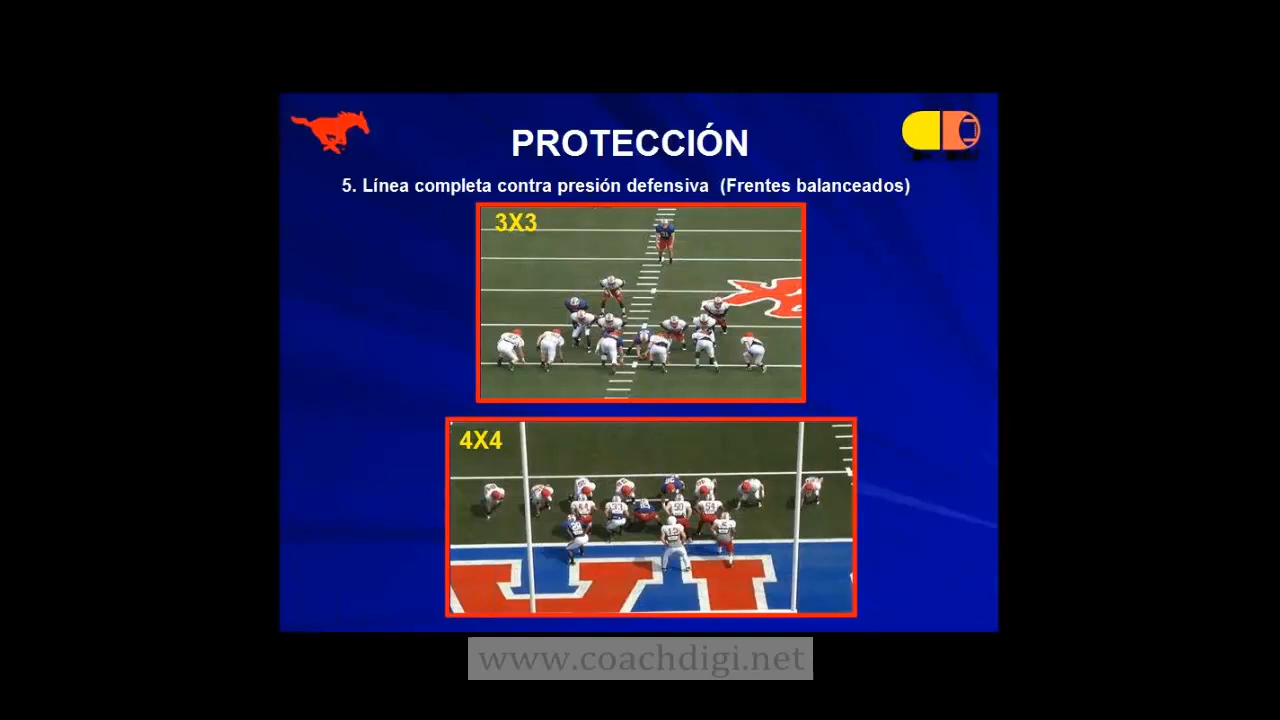 PROTECCIÓN
5. Línea completa contra presión defensiva (Frentes balanceados)
3X3
4X4
www.coachdigi.net